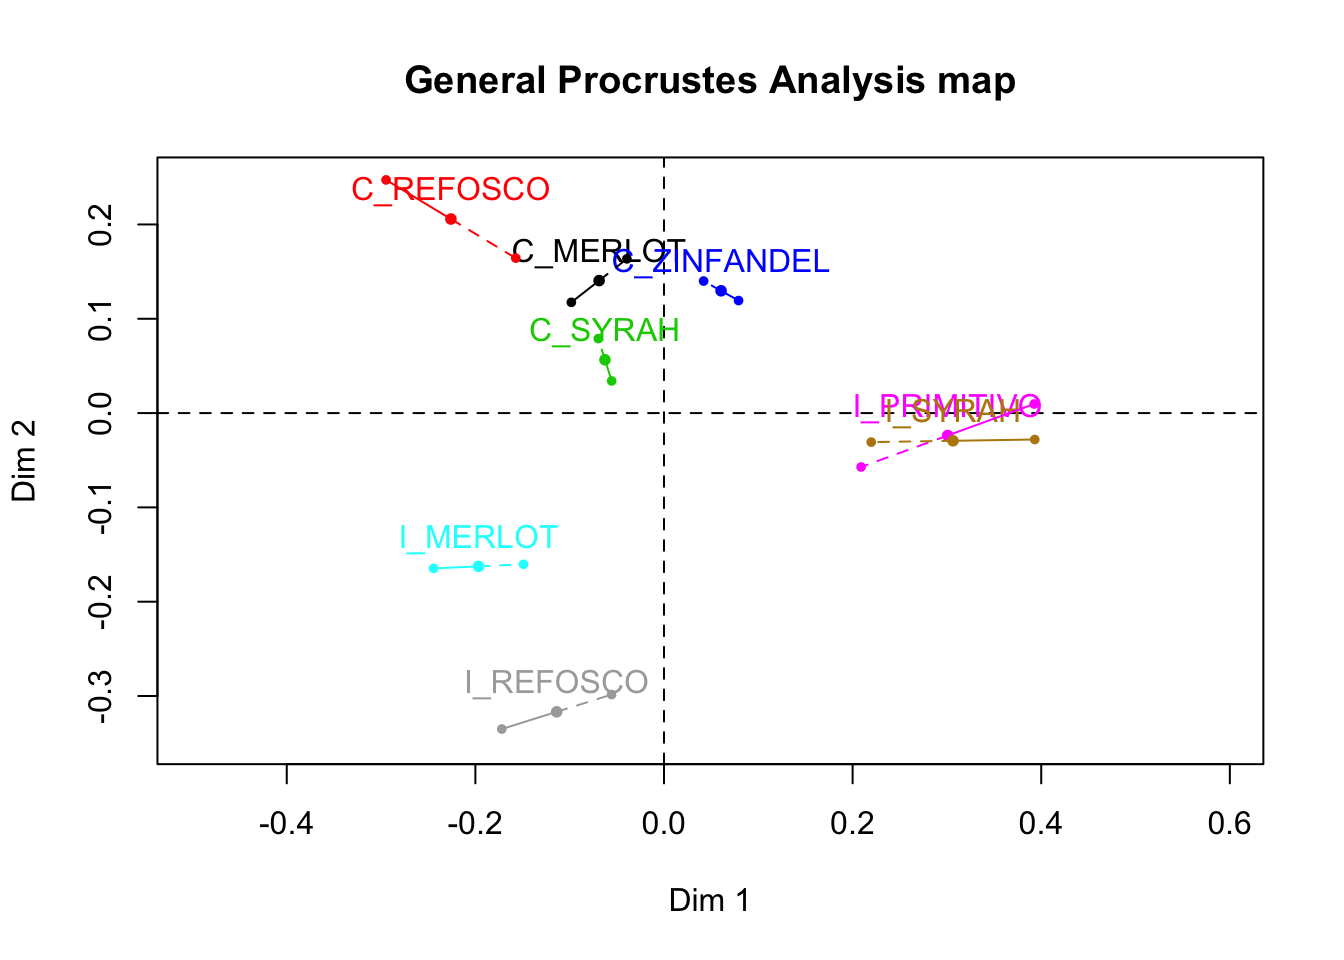 General Procrustes Analysis map
C_REFOSCO
C_MERLOT
C_ZINFANDEL
C_SYRAH
I_PRIMITIVO
I_SYRAH
I_MERLOT
I_REFOSCO
0.2
0.1
0.0
-0.1
-0.2
-0.3
Dim 2
-0.4 -0.2 0.0 0.2 0.4 0.6
Dim 1